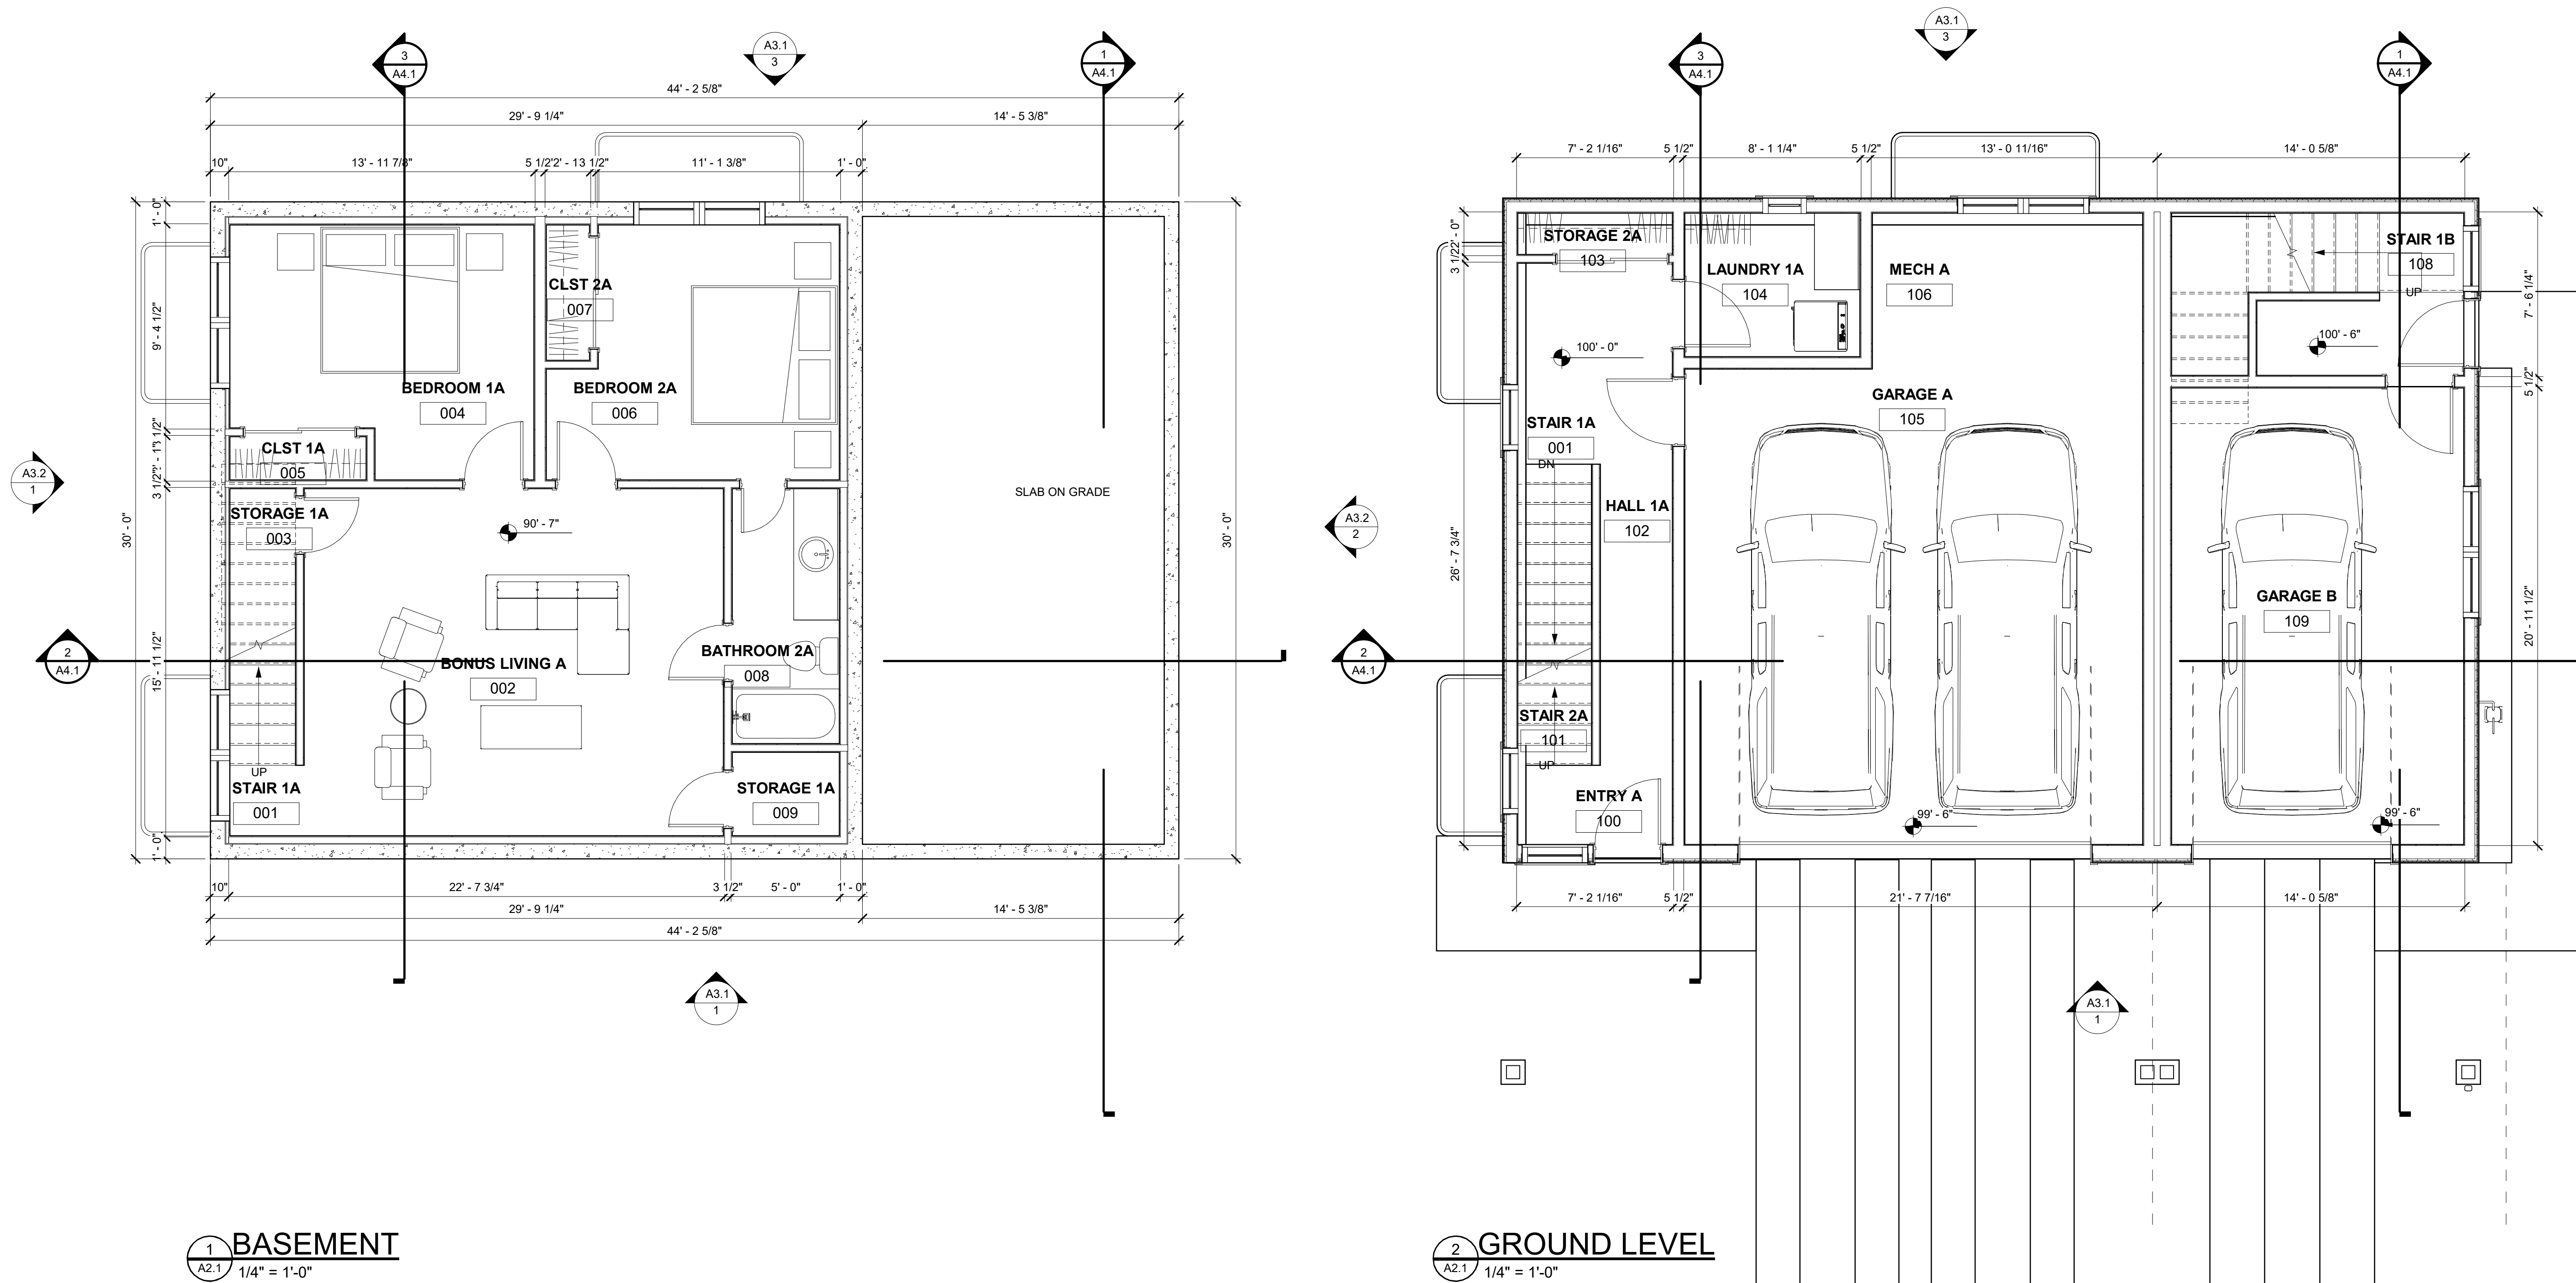 3
A4.1
A3.1
3
1
A4.1
44' - 2 5/8"
29' - 9 1/4"
14' - 5 3/8"
10"
13' - 11 7/8"
5 1/2"
11' - 1 3/8"
1' - 0"
1' - 0"
9' - 4 1/2"
3 1/2"
15' - 11 1/2"
1' - 0"
30' - 0"
30' - 0"
CLST 2A
007
BEDROOM 1A
004
BEDROOM 2A
006
CLST 1A
005
A3.2
1
SLAB ON GRADE
STORAGE 1A
003
90' - 7"
2
A4.1
BONUS LIVING A
002
BATHROOM 2A
008
UP
STAIR 1A
001
STORAGE 1A
009
10"
22' - 7 3/4"
3 1/2"
5' - 0"
1' - 0"
29' - 9 1/4"
14' - 5 3/8"
44' - 2 5/8"
A3.1
1
1
A2.1
BASEMENT
1/4" = 1'-0"
A3.1
3
3
A4.1
1
A4.1
7' - 2 1/16"
5 1/2"
8' - 1 1/4"
5 1/2"
13' - 0 11/16"
14' - 0 5/8"
STORAGE 2A
103
LAUNDRY 1A
104
MECH A
106
STAIR 1B
108
UP
7' - 6 1/4"
100' - 0"
100' - 6"
5 1/2"
GARAGE A
105
STAIR 1A
001
DN
HALL 1A
102
A3.2
2
26' - 7 3/4"
GARAGE B
109
20' - 11 1/2"
2
A4.1
STAIR 2A
101
UP
ENTRY A
100
99' - 6"
99' - 6"
7' - 2 1/16"
5 1/2"
21' - 7 7/16"
14' - 0 5/8"
A3.1
1
2
A2.1
GROUND LEVEL
1/4" = 1'-0"